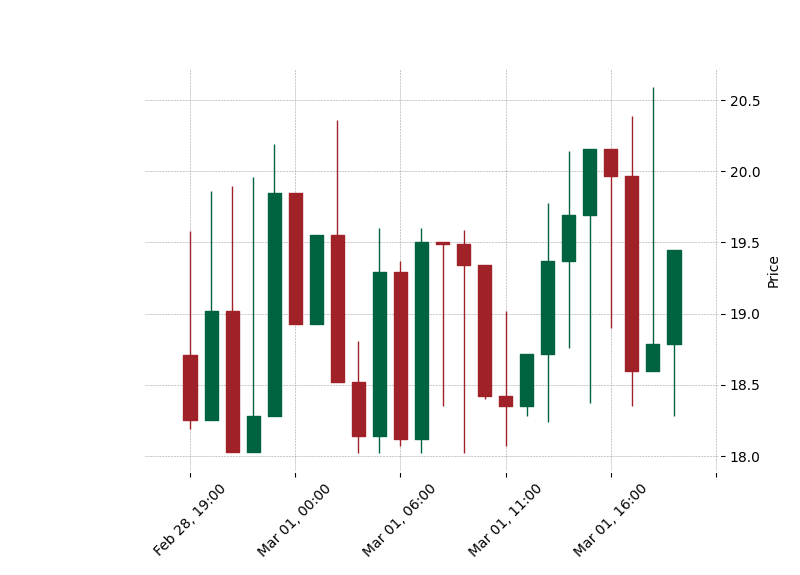 20.5
20.0
19.5
19.0
18.5
18.0
Price
Feb 28, 19:00
Mar 01, 00:00
Mar 01, 06:00
Mar 01, 11:00
Mar 01, 16:00